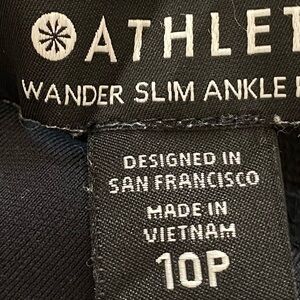 ATHLET
WANDER SLIM ANKLE
DESIGNED IN
SAN FRANCISCO
MADE IN
VIETNAM
10P